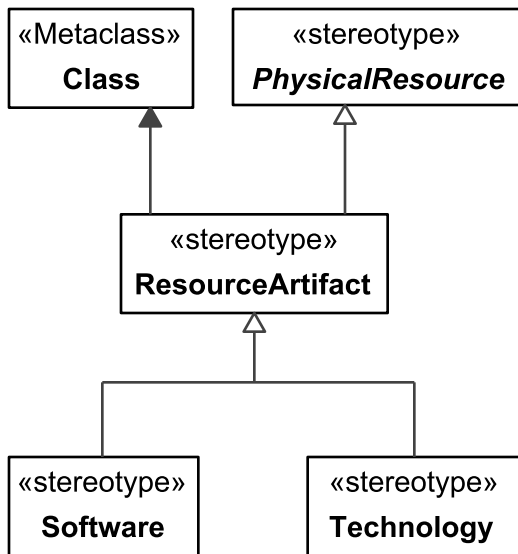 «Metaclass»
Class
«stereotype»
PhysicalResource
«stereotype»
ResourceArtifact
«stereotype»
Software
«stereotype»
Technology